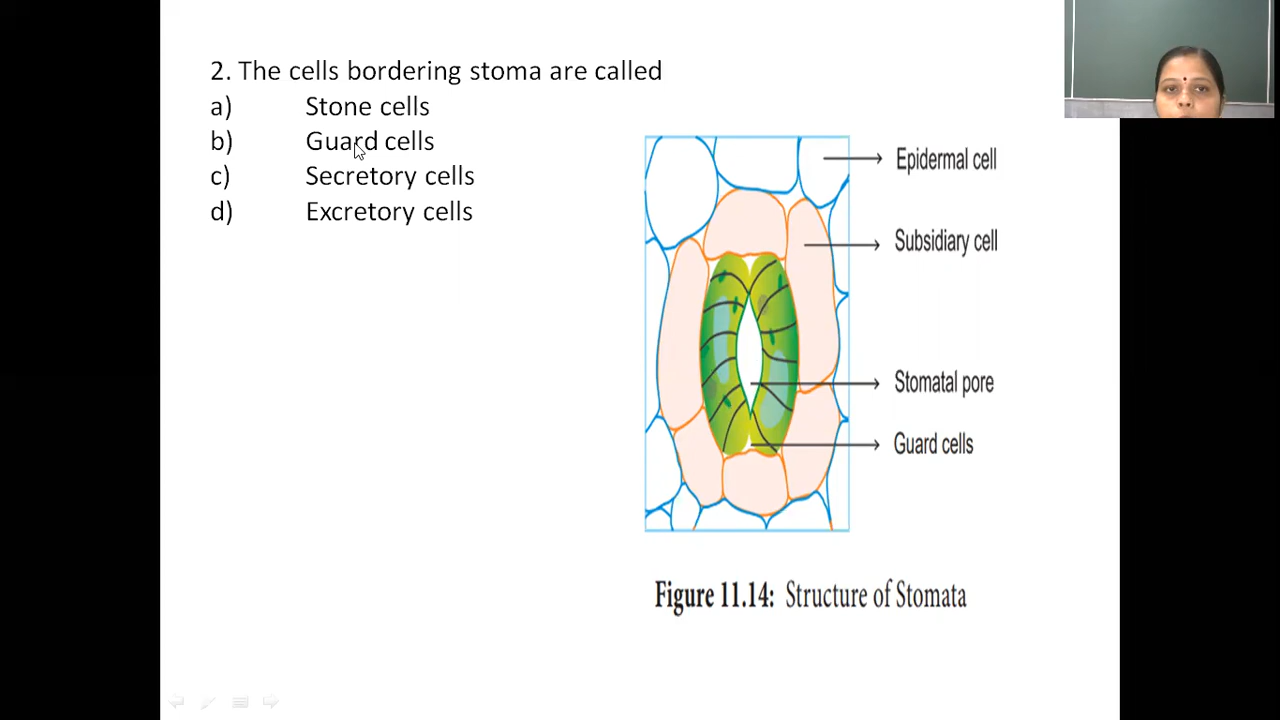 2. The cells bordering stoma are called
a) Stone cells
b) Guard cells
c) Secretory cells
d) Excretory cells
Epidermal cell
Subsidiary cell
Stomatal pore
Guard cells
Figure 11.14: Structure of Stomata